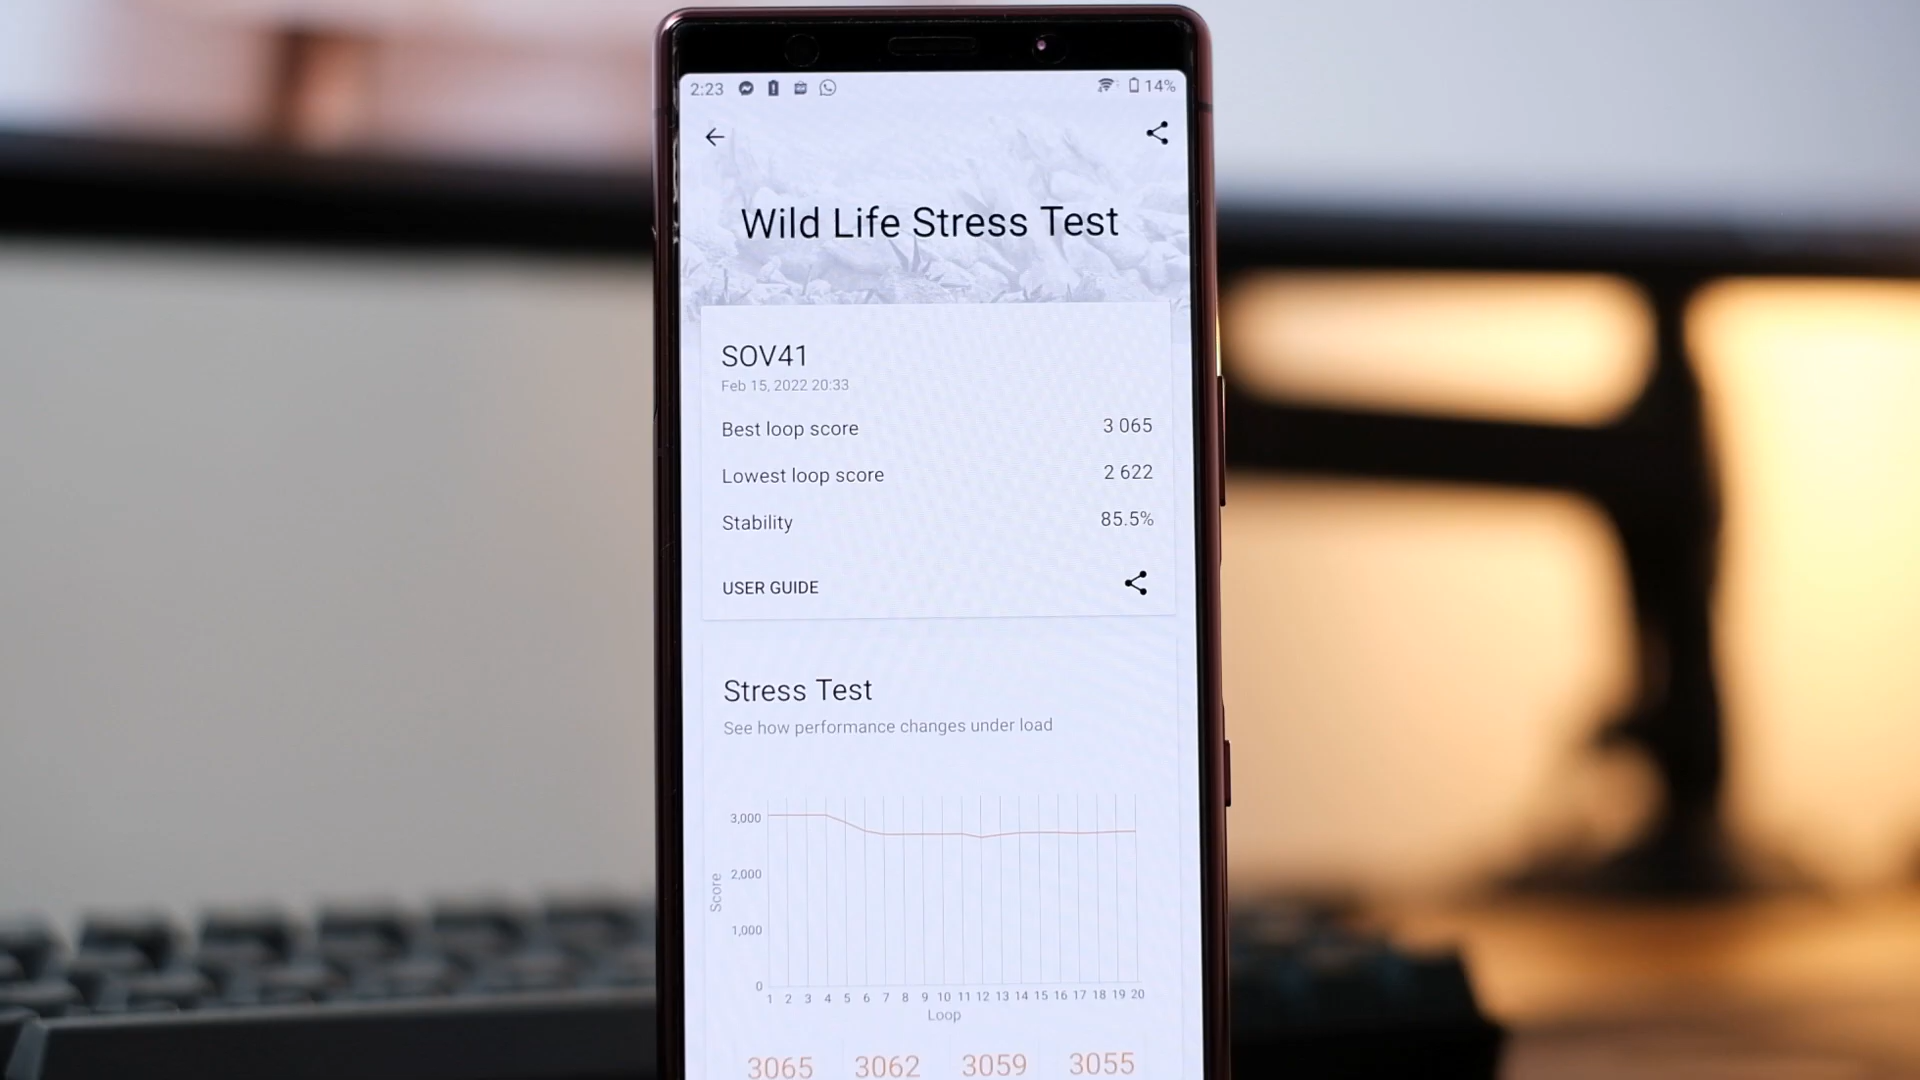 2:23 14%
Wild Life Stress Test
SOV41
Feb 15, 2022 20:33
Best loop score 3 065
Lowest loop score 2 622
Stability 85.5%
USER GUIDE
Stress Test
See how performance changes under load
3,000
2,000
1,000
0
Score
1 2 3 4 5 6 7 8 9 10 11 12 13 14 15 16 17 18 19 20
Loop
3065 3062 3059 3055